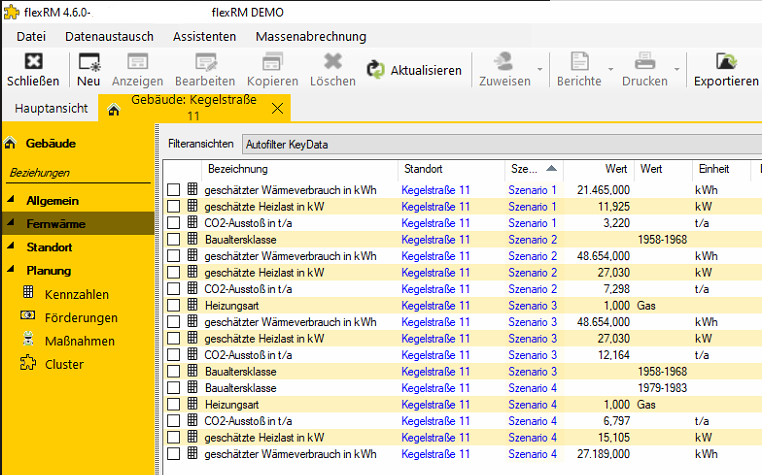 flexRM 4.6.0- flexRM DEMO
Datei Datenaustausch Assistenten Massenabrechnung
Schließen Neu Anzeigen Bearbeiten Kopieren Löschen Aktualisieren Zuweisen Berichte Drucken Exportieren
Hauptansicht Gebäude: Kegelstraße
11
Gebäude
Beziehungen
Allgemein
Fernwärme
Standort
Planung
Kennzahlen
Förderungen
Maßnahmen
Cluster
Filteransichten Autofilter KeyData
Bezeichnung Standort Sze... Wert Wert Einheit
geschätzter Wärmeverbrauch in kWh Kegelstraße 11 Szenario 1 21.465,000 kWh
geschätzte Heizlast in kW Kegelstraße 11 Szenario 1 11,925 kW
CO2-Ausstoß in t/a Kegelstraße 11 Szenario 1 3,220 t/a
Baualtersklasse Kegelstraße 11 Szenario 2 1958-1968
geschätzter Wärmeverbrauch in kWh Kegelstraße 11 Szenario 2 48.654,000 kWh
geschätzte Heizlast in kW Kegelstraße 11 Szenario 2 27,030 kW
CO2-Ausstoß in t/a Kegelstraße 11 Szenario 2 7,298 t/a
Heizungsart Kegelstraße 11 Szenario 3 1,000 Gas
geschätzter Wärmeverbrauch in kWh Kegelstraße 11 Szenario 3 48.654,000 kWh
geschätzte Heizlast in kW Kegelstraße 11 Szenario 3 27,030 kW
CO2-Ausstoß in t/a Kegelstraße 11 Szenario 3 12,164 t/a
Baualtersklasse Kegelstraße 11 Szenario 3 1958-1968
Baualtersklasse Kegelstraße 11 Szenario 4 1979-1983
Heizungsart Kegelstraße 11 Szenario 4 1,000 Gas
CO2-Ausstoß in t/a Kegelstraße 11 Szenario 4 6,797 t/a
geschätzte Heizlast in kW Kegelstraße 11 Szenario 4 15,105 kW
geschätzter Wärmeverbrauch in kWh Kegelstraße 11 Szenario 4 27.189,000 kWh